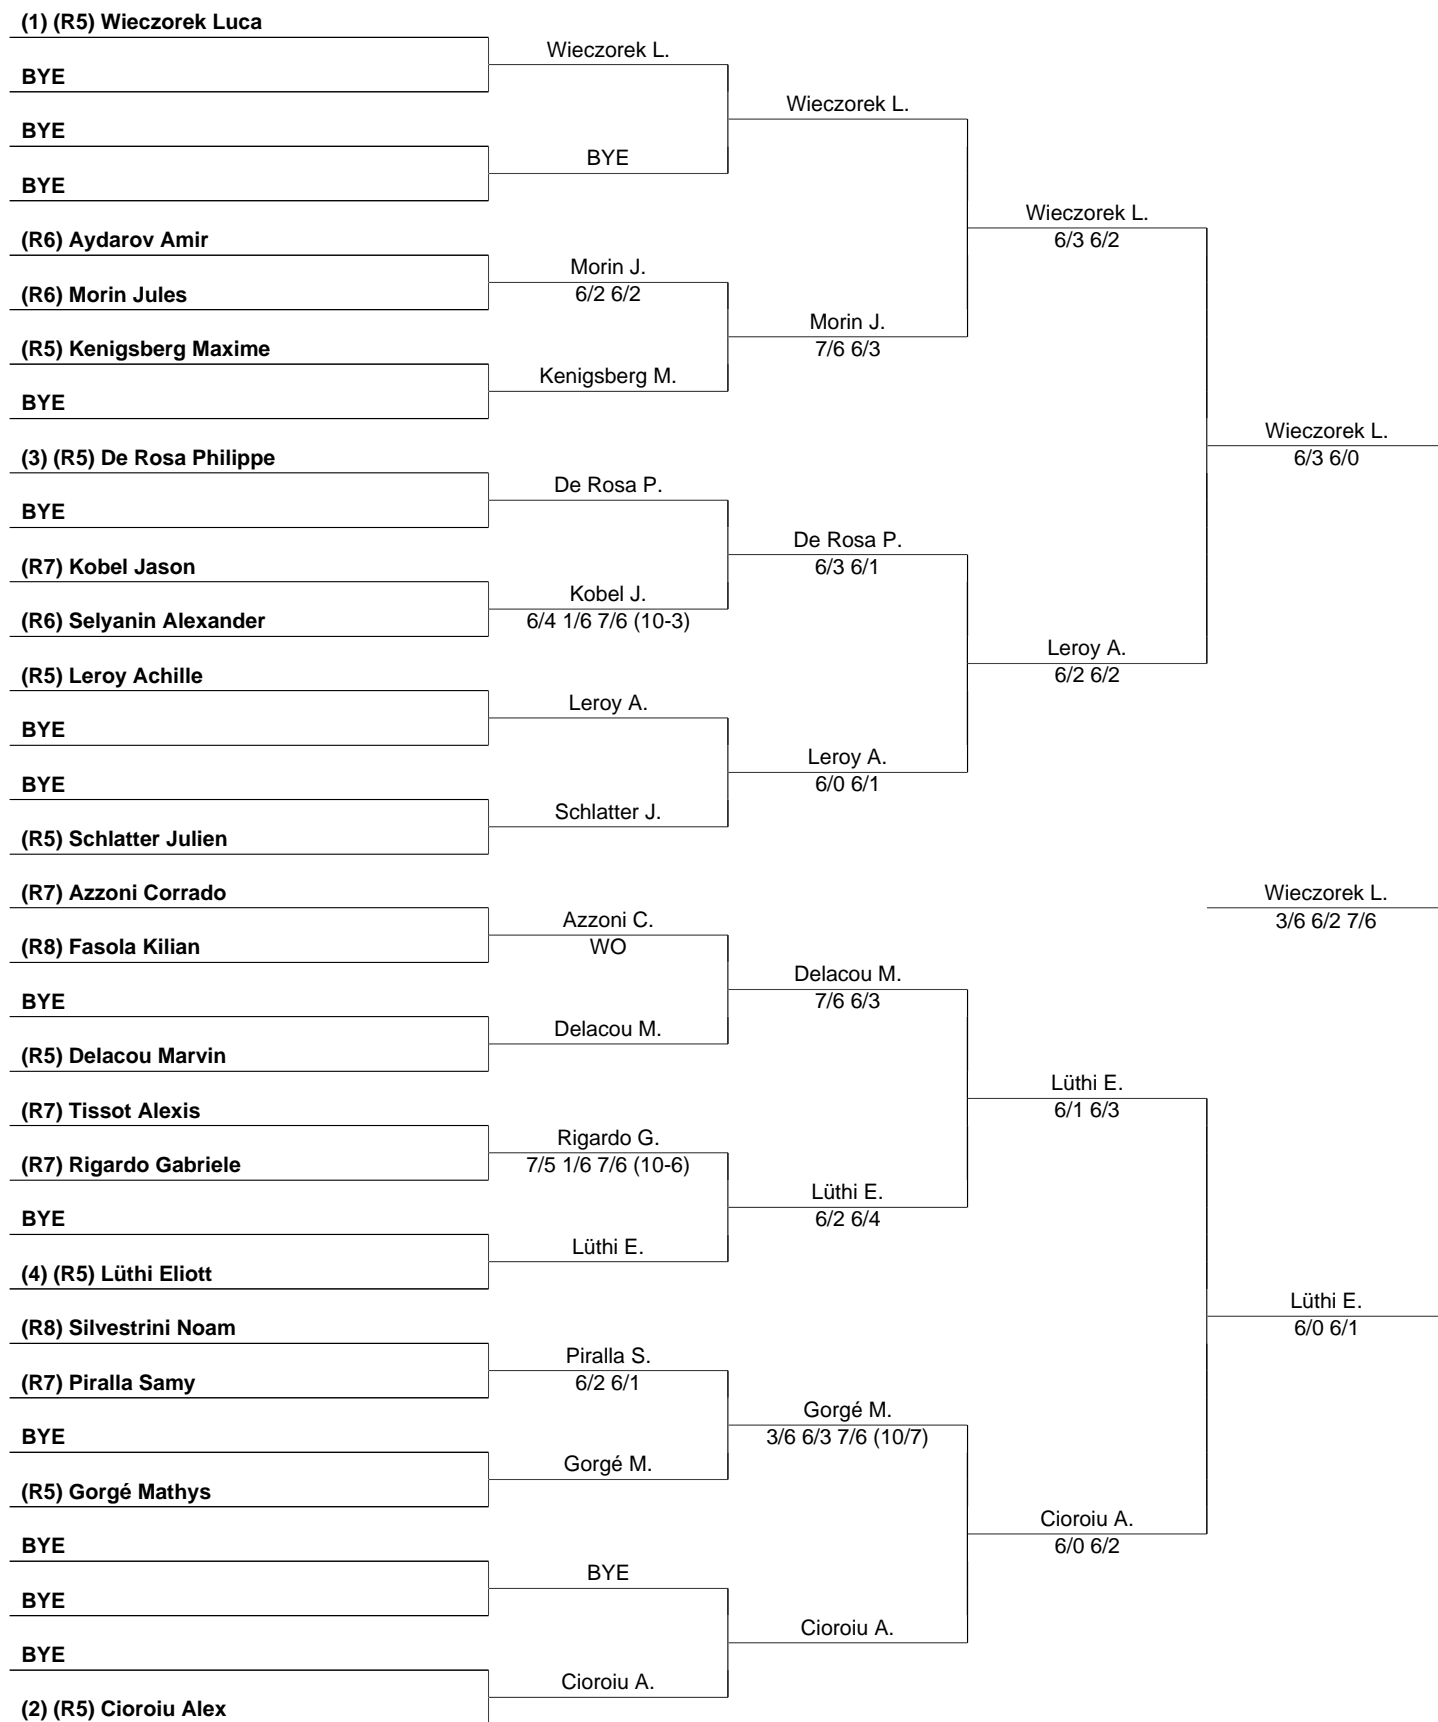 (1) (R5) Wieczorek Luca
Wieczorek L.
BYE
Wieczorek L.
BYE
BYE
BYE
Wieczorek L.
6/3 6/2
(R6) Aydarov Amir
Morin J.
6/2 6/2
(R6) Morin Jules
Morin J.
7/6 6/3
(R5) Kenigsberg Maxime
Kenigsberg M.
BYE
Wieczorek L.
6/3 6/0
(3) (R5) De Rosa Philippe
De Rosa P.
BYE
De Rosa P.
6/3 6/1
(R7) Kobel Jason
Kobel J.
6/4 1/6 7/6 (10-3)
(R6) Selyanin Alexander
Leroy A.
6/2 6/2
(R5) Leroy Achille
Leroy A.
BYE
Leroy A.
6/0 6/1
BYE
Schlatter J.
(R5) Schlatter Julien
(R7) Azzoni Corrado
Wieczorek L.
3/6 6/2 7/6
Azzoni C.
WO
(R8) Fasola Kilian
Delacou M.
7/6 6/3
BYE
Delacou M.
(R5) Delacou Marvin
Lüthi E.
6/1 6/3
(R7) Tissot Alexis
Rigardo G.
7/5 1/6 7/6 (10-6)
(R7) Rigardo Gabriele
Lüthi E.
6/2 6/4
BYE
Lüthi E.
(4) (R5) Lüthi Eliott
Lüthi E.
6/0 6/1
(R8) Silvestrini Noam
Piralla S.
6/2 6/1
(R7) Piralla Samy
Gorgé M.
3/6 6/3 7/6 (10/7)
BYE
Gorgé M.
(R5) Gorgé Mathys
Cioroiu A.
6/0 6/2
BYE
BYE
BYE
Cioroiu A.
BYE
Cioroiu A.
(2) (R5) Cioroiu Alex